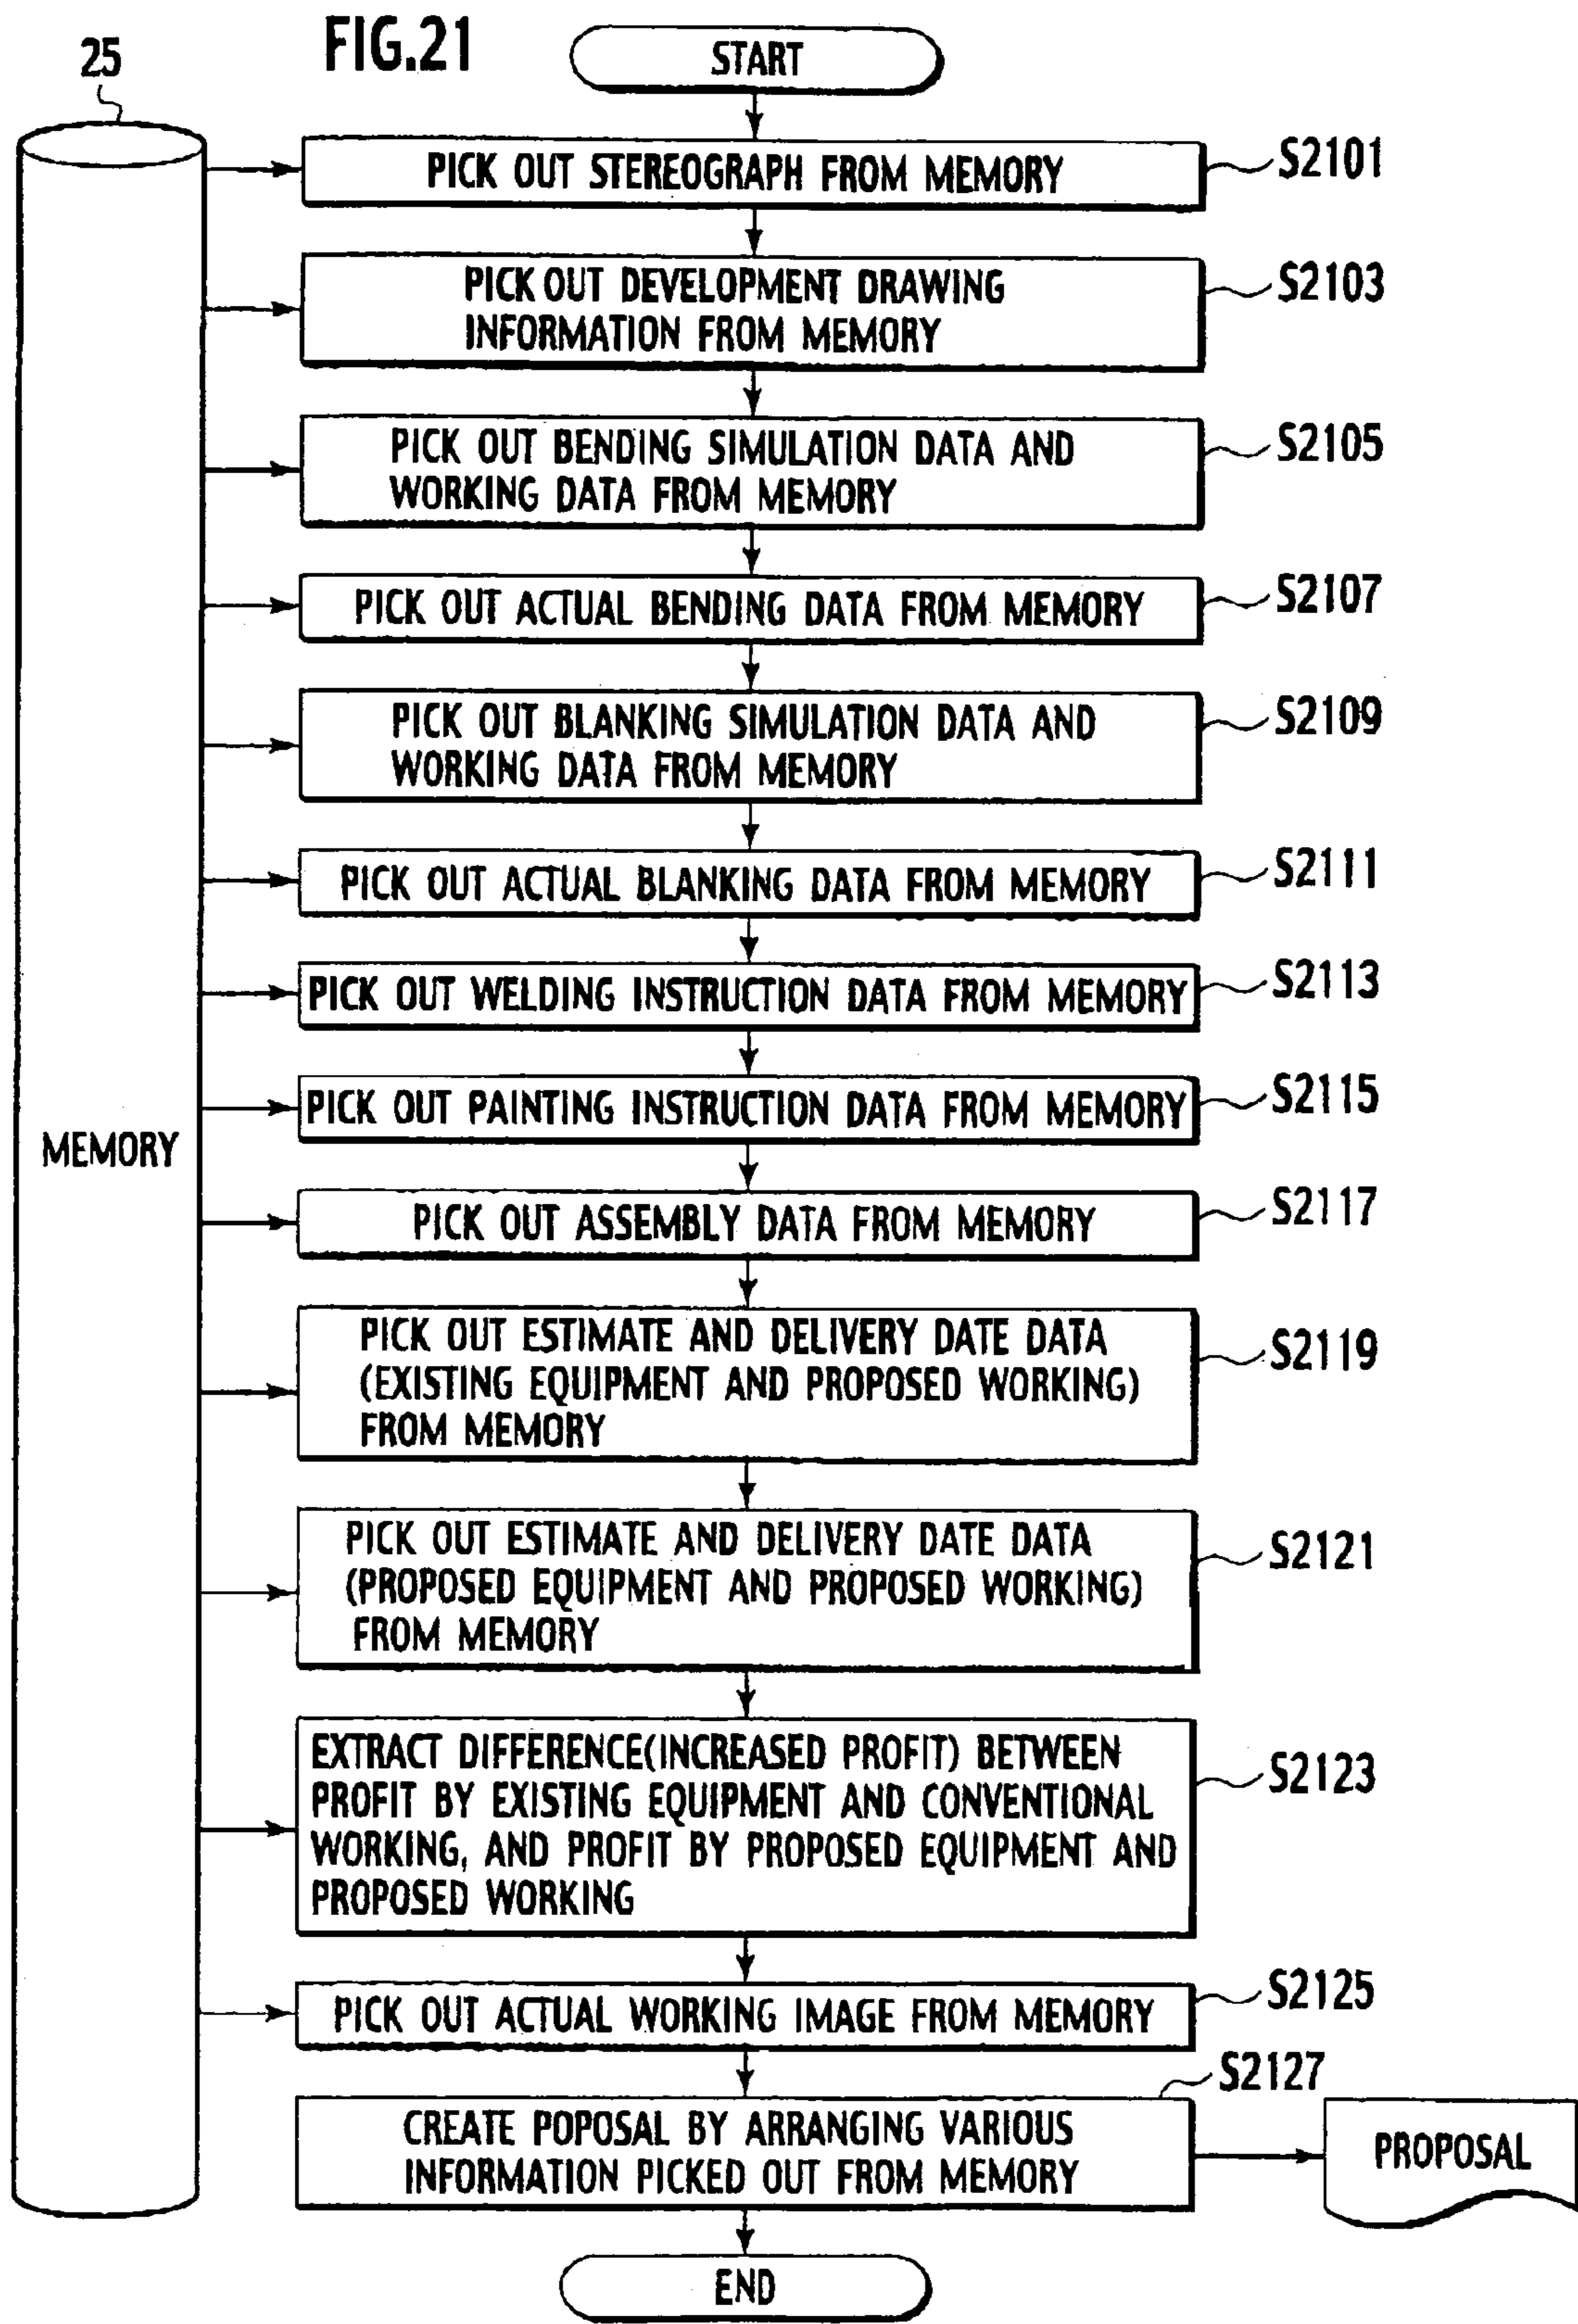 FIG.21
25
START
PICK OUT STEREOGRAPH FROM MEMORY
S2101
PICK OUT DEVELOPMENT DRAWING
INFORMATION FROM MEMORY
S2103
PICK OUT BENDING SIMULATION DATA AND
WORKING DATA FROM MEMORY
S2105
PICK OUT ACTUAL BENDING DATA FROM MEMORY
S2107
PICK OUT BLANKING SIMULATION DATA AND
WORKING DATA FROM MEMORY
S2109
PICK OUT ACTUAL BLANKING DATA FROM MEMORY
S2111
PICK OUT WELDING INSTRUCTION DATA FROM MEMORY
S2113
PICK OUT PAINTING INSTRUCTION DATA FROM MEMORY
S2115
MEMORY
PICK OUT ASSEMBLY DATA FROM MEMORY
S2117
PICK OUT ESTIMATE AND DELIVERY DATE DATA
(EXISTING EQUIPMENT AND PROPOSED WORKING)
FROM MEMORY
S2119
PICK OUT ESTIMATE AND DELIVERY DATE DATA
(PROPOSED EQUIPMENT AND PROPOSED WORKING)
FROM MEMORY
S2121
EXTRACT DIFFERENCE(INCREASED PROFIT) BETWEEN
PROFIT BY EXISTING EQUIPMENT AND CONVENTIONAL
WORKING, AND PROFIT BY PROPOSED EQUIPMENT AND
PROPOSED WORKING
S2123
PICK OUT ACTUAL WORKING IMAGE FROM MEMORY
S2125
CREATE POPOSAL BY ARRANGING VARIOUS
INFORMATION PICKED OUT FROM MEMORY
S2127
PROPOSAL
END